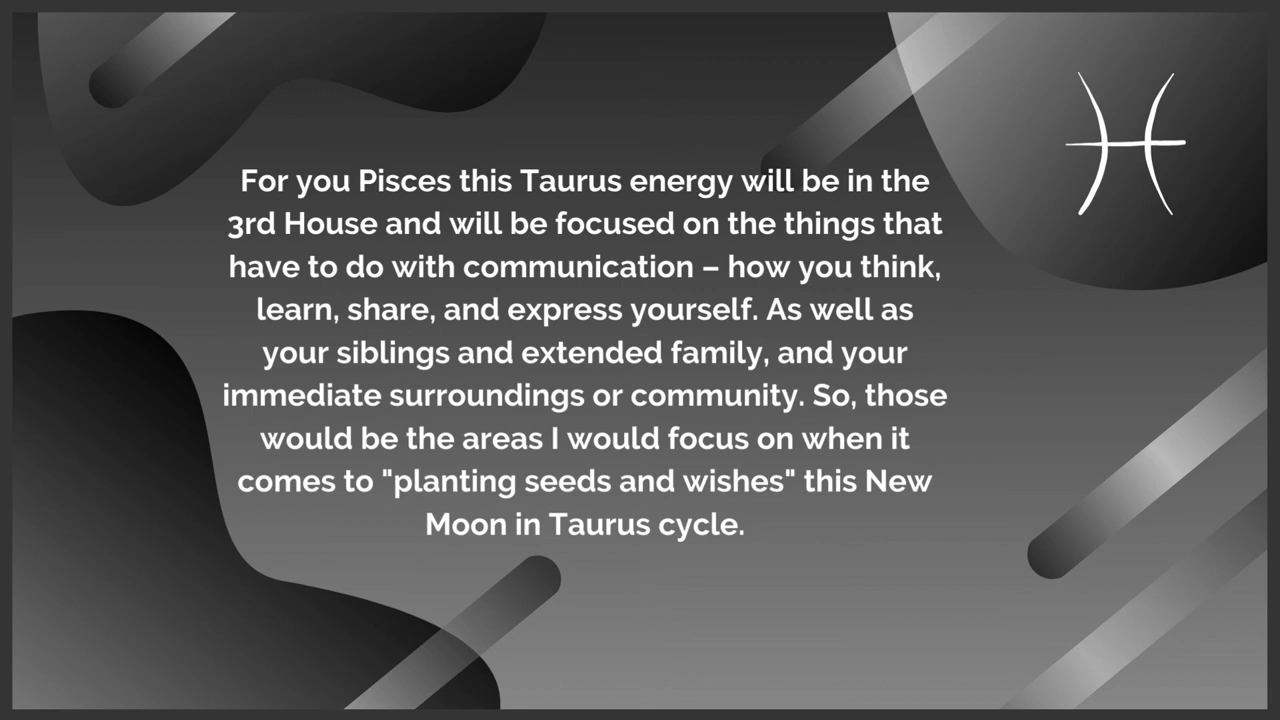 For you Pisces this Taurus energy will be in the
3rd House and will be focused on the things that
have to do with communication – how you think,
learn, share, and express yourself. As well as
your siblings and extended family, and your
immediate surroundings or community. So, those
would be the areas I would focus on when it
comes to "planting seeds and wishes" this New
Moon in Taurus cycle.